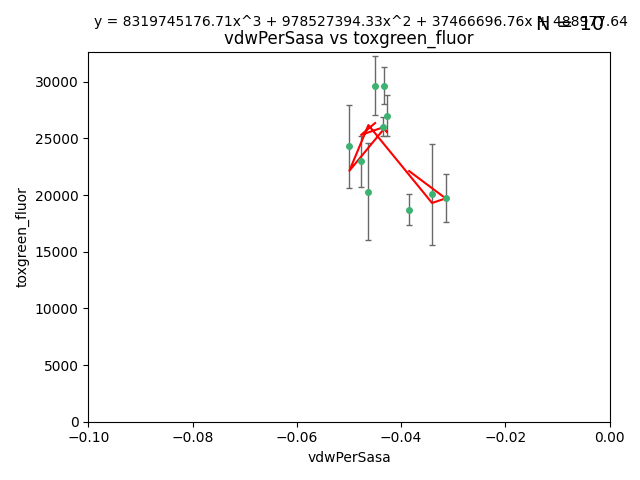 y = 8319745176.71x^3 + 978527394.33x^2 + 37466696.76x + 488977.64
N = 10
vdwPerSasa vs toxgreen_fluor
30000
25000
20000
15000
10000
5000
0
toxgreen_fluor
−0.10 −0.08 −0.06 −0.04 −0.02 0.00
vdwPerSasa